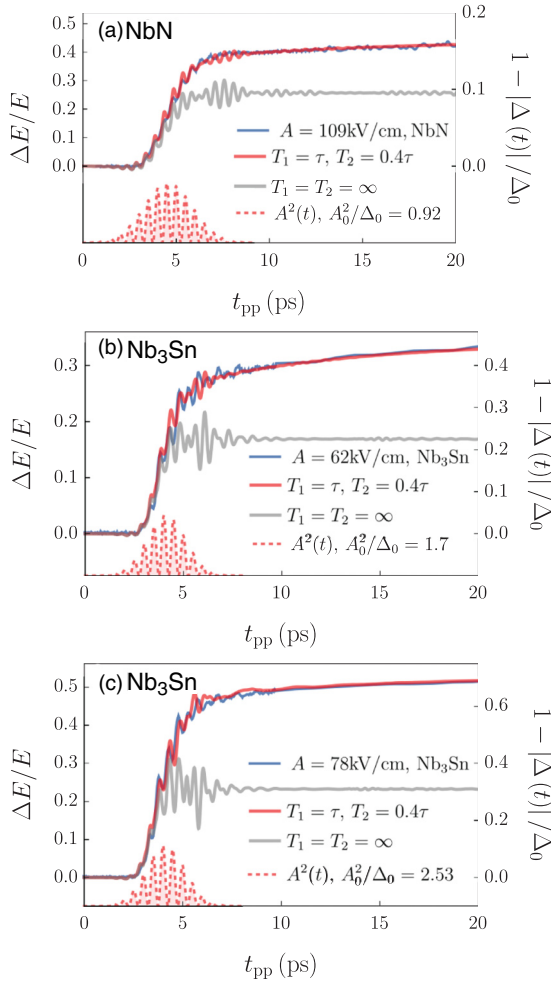 (a) NbN
0.4
0.3
0.2
0.1
0.0
ΔE/E
0.2
0.1
0.0
1 − |Δ (t)|/Δ₀
A = 109kV/cm, NbN
T₁ = τ, T₂ = 0.4τ
T₁ = T₂ = ∞
A²(t), A₀²/Δ₀ = 0.92
0 5 10 15 20
t_pp (ps)
(b) Nb₃Sn
0.3
0.2
0.1
0.0
ΔE/E
0.4
0.3
0.2
0.1
0.0
1 − |Δ (t)|/Δ₀
A = 62kV/cm, Nb₃Sn
T₁ = τ, T₂ = 0.4τ
T₁ = T₂ = ∞
A²(t), A₀²/Δ₀ = 1.7
0 5 10 15 20
t_pp (ps)
(c) Nb₃Sn
0.5
0.4
0.3
0.2
0.1
0.0
ΔE/E
0.6
0.4
0.2
0.0
1 − |Δ (t)|/Δ₀
A = 78kV/cm, Nb₃Sn
T₁ = τ, T₂ = 0.4τ
T₁ = T₂ = ∞
A²(t), A₀²/Δ₀ = 2.53
0 5 10 15 20
t_pp (ps)